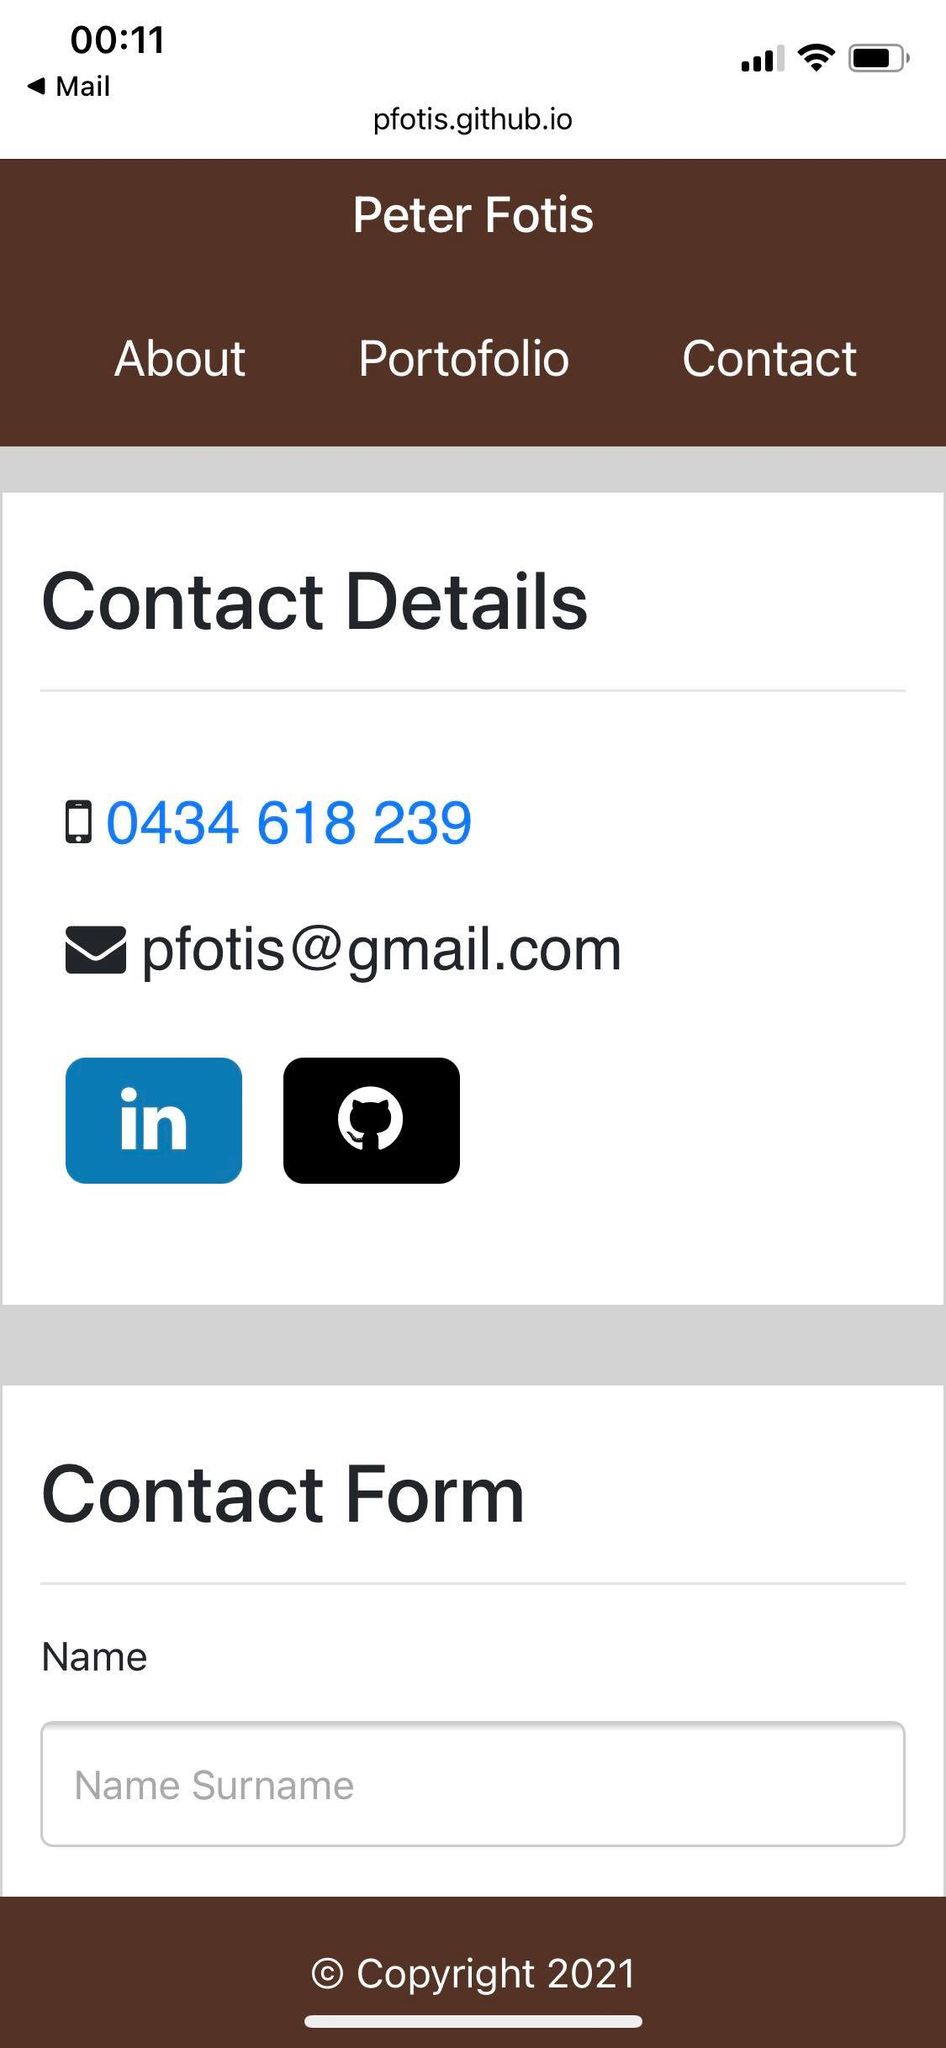 00:11
◀ Mail
pfotis.github.io
Peter Fotis
About Portofolio Contact
Contact Details
0434 618 239
pfotis@gmail.com
in
Contact Form
Name
Name Surname
© Copyright 2021